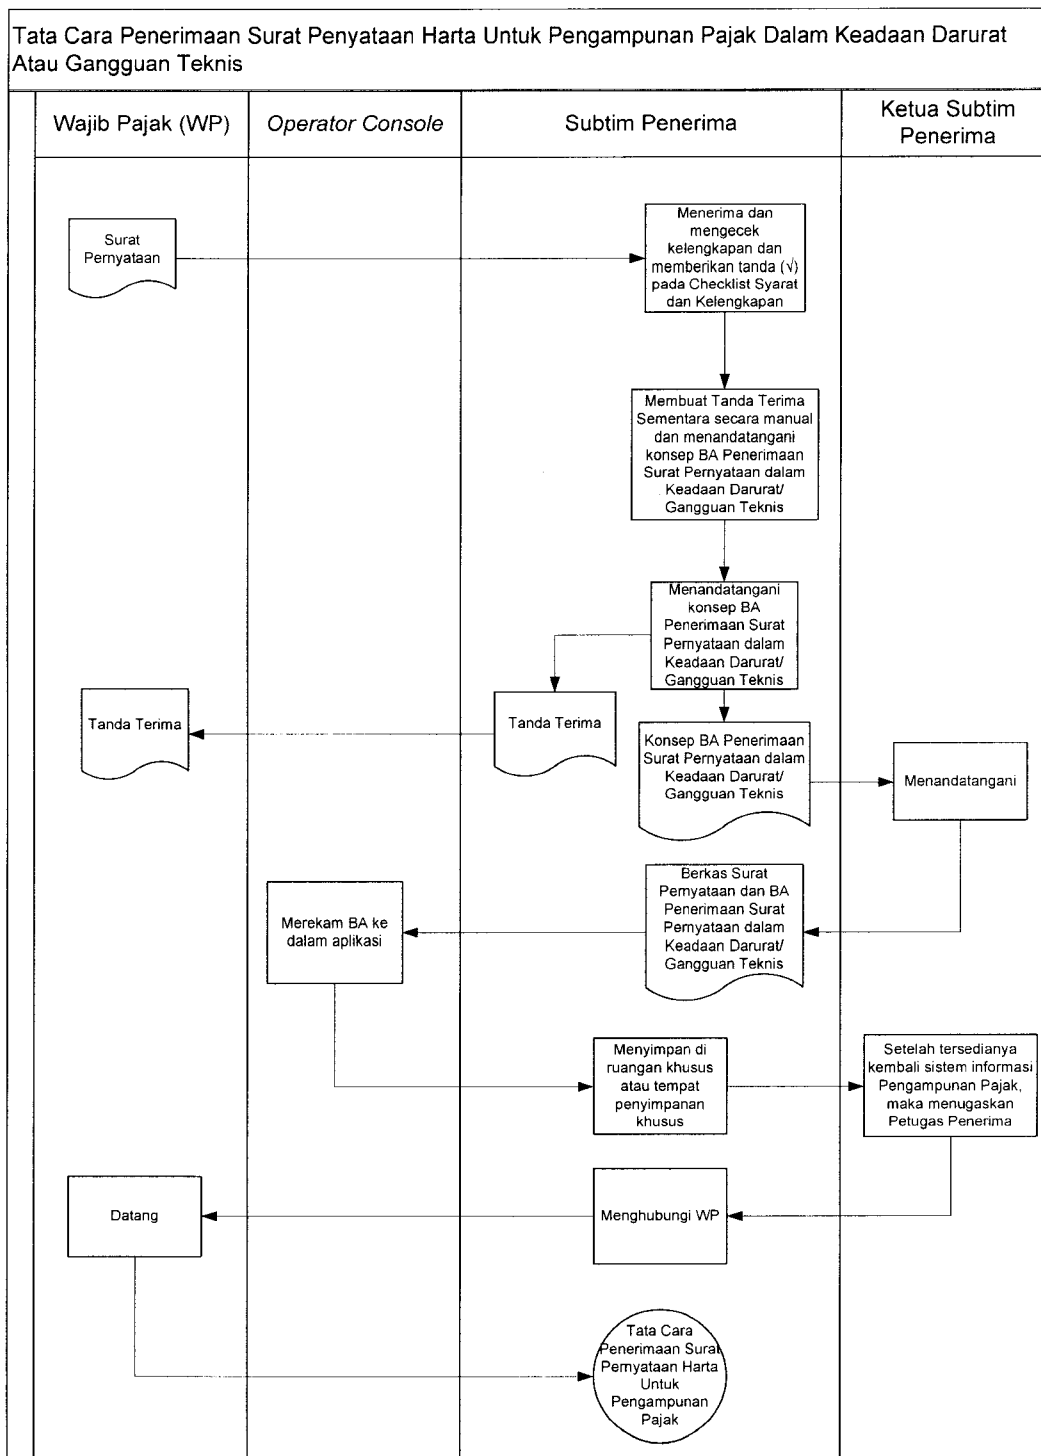 Tata Cara Penerimaan Surat Penyataan Harta Untuk Pengampunan Pajak Dalam Keadaan Darurat
Atau Gangguan Teknis
Wajib Pajak (WP)
Operator Console
Subtim Penerima
Ketua Subtim
Penerima
Surat
Pernyataan
Menerima dan
mengecek
kelengkapan dan
memberikan tanda (√)
pada Checklist Syarat
dan Kelengkapan
Membuat Tanda Terima
Sementara secara manual
dan menandatangani
konsep BA Penerimaan
Surat Pernyataan dalam
Keadaan Darurat/
Gangguan Teknis
Menandatangani
konsep BA
Penerimaan Surat
Pernyataan dalam
Keadaan Darurat/
Gangguan Teknis
Tanda Terima
Tanda Terima
Konsep BA Penerimaan
Surat Pernyataan dalam
Keadaan Darurat/
Gangguan Teknis
Menandatangani
Berkas Surat
Pernyataan dan BA
Penerimaan Surat
Pernyataan dalam
Keadaan Darurat/
Gangguan Teknis
Merekam BA ke
dalam aplikasi
Menyimpan di
ruangan khusus
atau tempat
penyimpanan
khusus
Setelah tersedianya
kembali sistem informasi
Pengampunan Pajak,
maka menugaskan
Petugas Penerima
Menghubungi WP
Datang
Tata Cara
Penerimaan Surat
Pernyataan Harta
Untuk
Pengampunan
Pajak